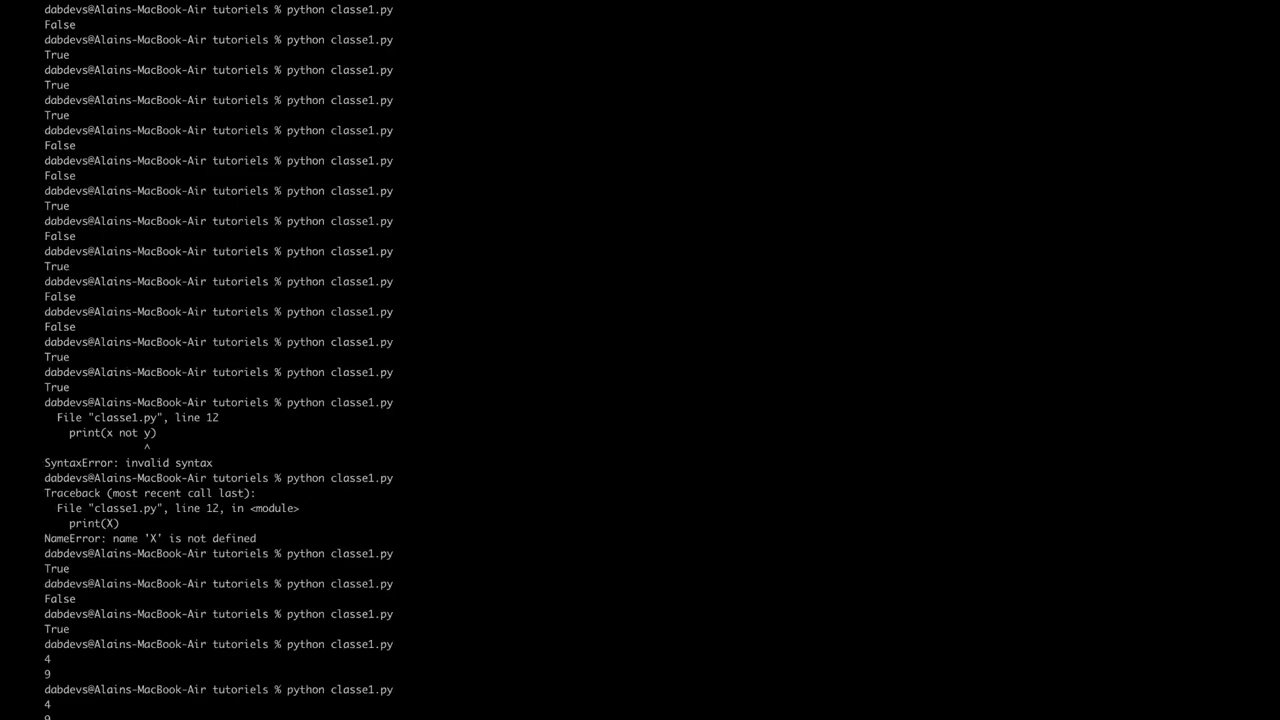 dabdevs@Alains-MacBook-Air tutoriels % python classe1.py
False
dabdevs@Alains-MacBook-Air tutoriels % python classe1.py
True
dabdevs@Alains-MacBook-Air tutoriels % python classe1.py
True
dabdevs@Alains-MacBook-Air tutoriels % python classe1.py
True
dabdevs@Alains-MacBook-Air tutoriels % python classe1.py
False
dabdevs@Alains-MacBook-Air tutoriels % python classe1.py
False
dabdevs@Alains-MacBook-Air tutoriels % python classe1.py
True
dabdevs@Alains-MacBook-Air tutoriels % python classe1.py
False
dabdevs@Alains-MacBook-Air tutoriels % python classe1.py
True
dabdevs@Alains-MacBook-Air tutoriels % python classe1.py
False
dabdevs@Alains-MacBook-Air tutoriels % python classe1.py
False
dabdevs@Alains-MacBook-Air tutoriels % python classe1.py
True
dabdevs@Alains-MacBook-Air tutoriels % python classe1.py
True
dabdevs@Alains-MacBook-Air tutoriels % python classe1.py
  File "classe1.py", line 12
    print(x not y)
                ^
SyntaxError: invalid syntax
dabdevs@Alains-MacBook-Air tutoriels % python classe1.py
Traceback (most recent call last):
  File "classe1.py", line 12, in <module>
    print(X)
NameError: name 'X' is not defined
dabdevs@Alains-MacBook-Air tutoriels % python classe1.py
True
dabdevs@Alains-MacBook-Air tutoriels % python classe1.py
False
dabdevs@Alains-MacBook-Air tutoriels % python classe1.py
True
dabdevs@Alains-MacBook-Air tutoriels % python classe1.py
4
9
dabdevs@Alains-MacBook-Air tutoriels % python classe1.py
4
9